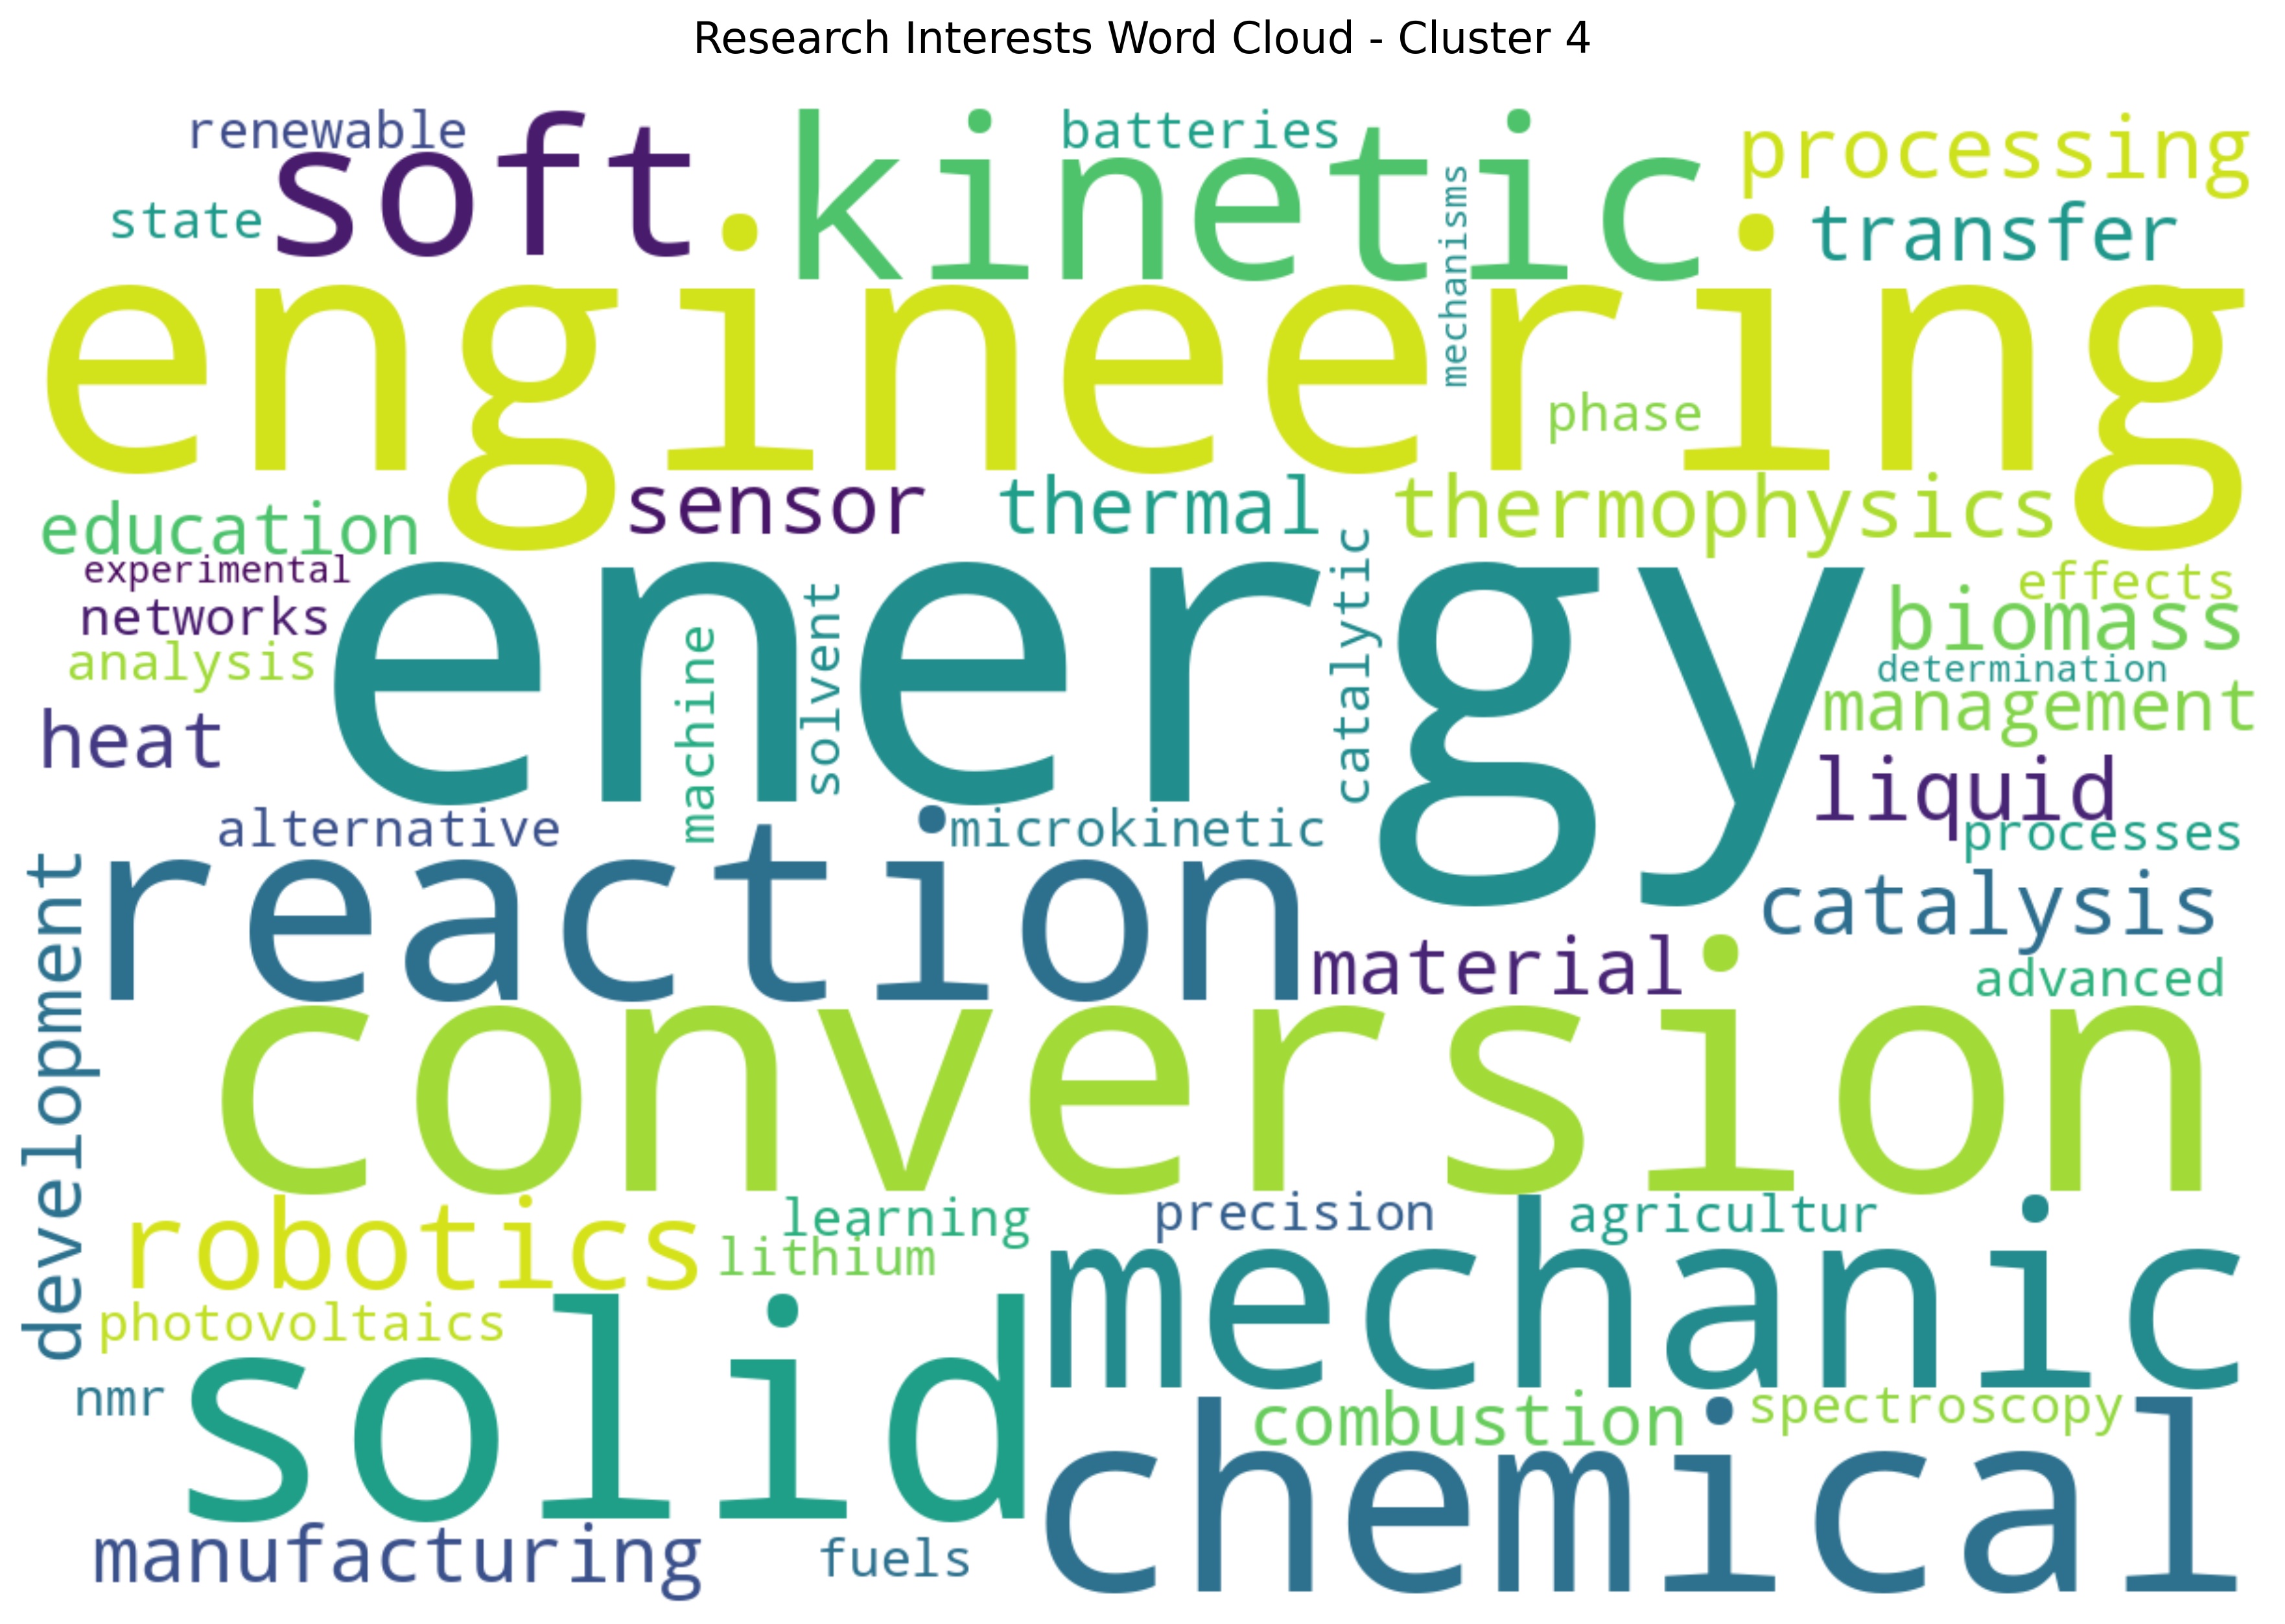 Research Interests Word Cloud - Cluster 4
renewable
batteries
processing
soft
kinetic
state
mechanisms
transfer
engineering
phase
education
sensor
thermal
thermophysics
experimental
energy
effects
networks
biomass
analysis
machine
solvent
catalytic
determination
management
heat
liquid
alternative
microkinetic
processes
development
reaction
catalysis
material
advanced
conversion
robotics
learning
precision
agricultur
lithium
mechanic
photovoltaics
solid
nmr
combustion
spectroscopy
chemical
manufacturing
fuels